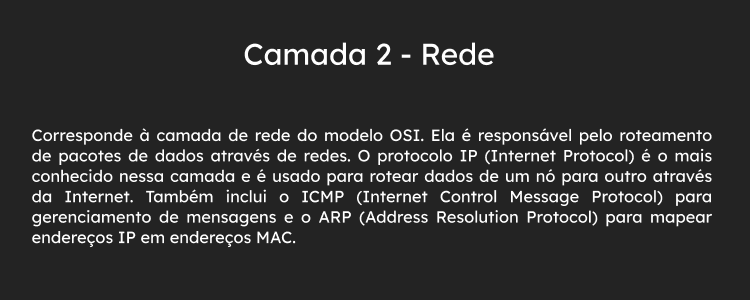 Camada 2 - Rede
Corresponde à camada de rede do modelo OSI. Ela é responsável pelo roteamento
de pacotes de dados através de redes. O protocolo IP (Internet Protocol) é o mais
conhecido nessa camada e é usado para rotear dados de um nó para outro através
da Internet. Também inclui o ICMP (Internet Control Message Protocol) para
gerenciamento de mensagens e o ARP (Address Resolution Protocol) para mapear
endereços IP em endereços MAC.